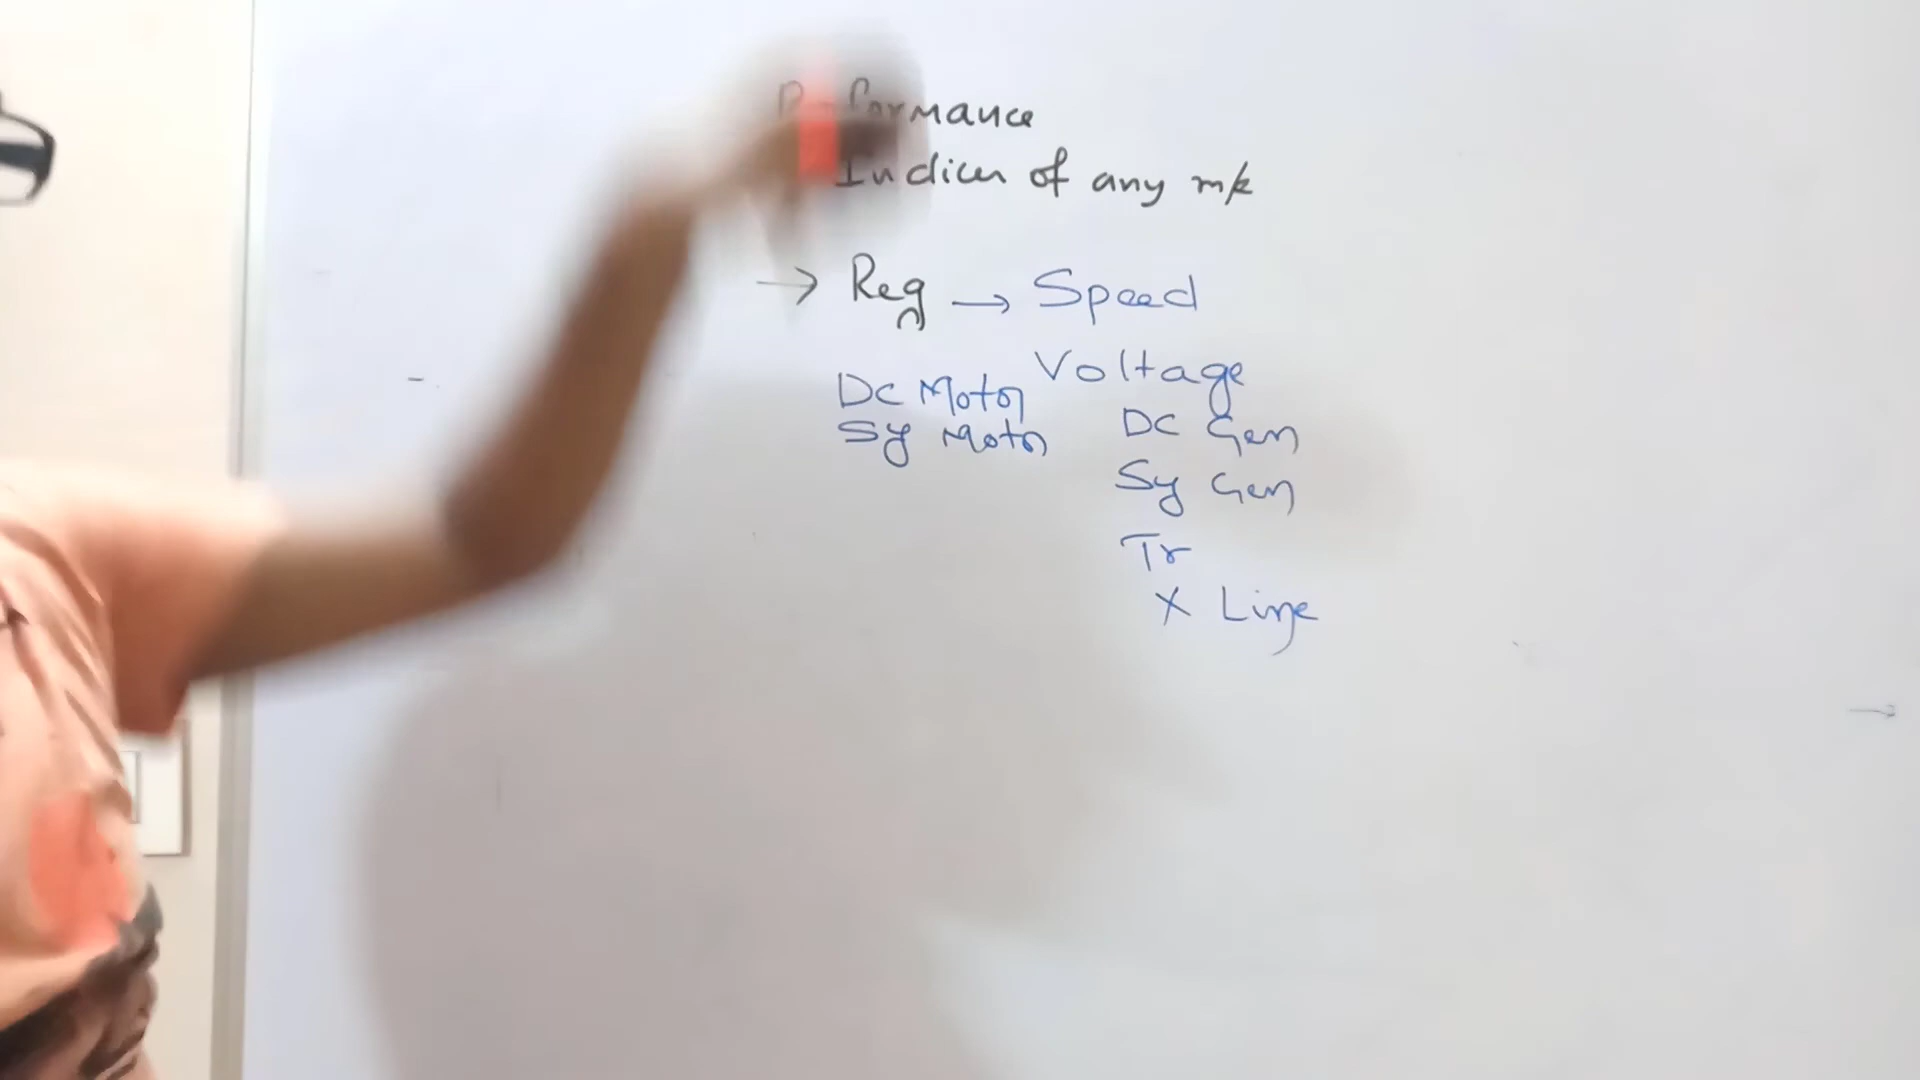 Performance
Indices of any m/c
→ Reg → Speed
Voltage
DC Motor
Sy Motor
DC Gen
Sy Gen
Tr
X Line